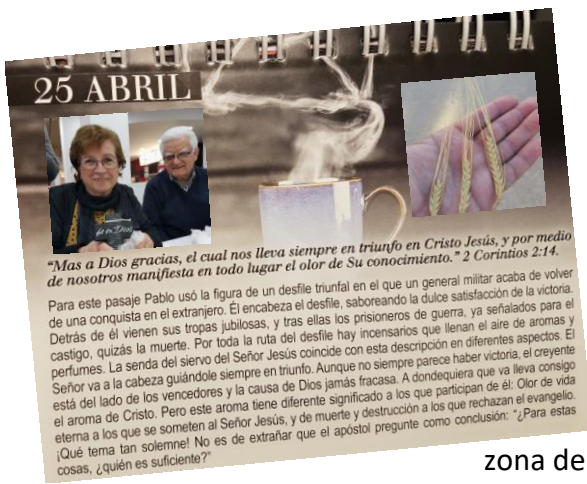 25 ABRIL
“Mas a Dios gracias, el cual nos lleva siempre en triunfo en Cristo Jesús, y por medio
de nosotros manifiesta en todo lugar el olor de Su conocimiento.” 2 Corintios 2:14.
Para este pasaje Pablo usó la figura de un desfile triunfal en el que un general militar acaba de volver
de una conquista en el extranjero. Él encabeza el desfile, saboreando la dulce satisfacción de la victoria.
Detrás de él vienen sus tropas jubilosas, y tras ellas los prisioneros de guerra, ya señalados para el
castigo, quizás la muerte. Por toda la ruta del desfile hay incensarios que llenan el aire de aromas y
perfumes. La senda del siervo del Señor Jesús coincide con esta descripción en diferentes aspectos. El
Señor va a la cabeza guiándole siempre en triunfo. Aunque no siempre parece haber victoria, el creyente
está del lado de los vencedores y la causa de Dios jamás fracasa. A dondequiera que va lleva consigo
el aroma de Cristo. Pero este aroma tiene diferente significado a los que participan de él: Olor de vida
eterna a los que se someten al Señor Jesús, y de muerte y destrucción a los que rechazan el evangelio.
¡Qué tema tan solemne! No es de extrañar que el apóstol pregunte como conclusión: “¿Para estas
cosas, ¿quién es suficiente?”
zona de